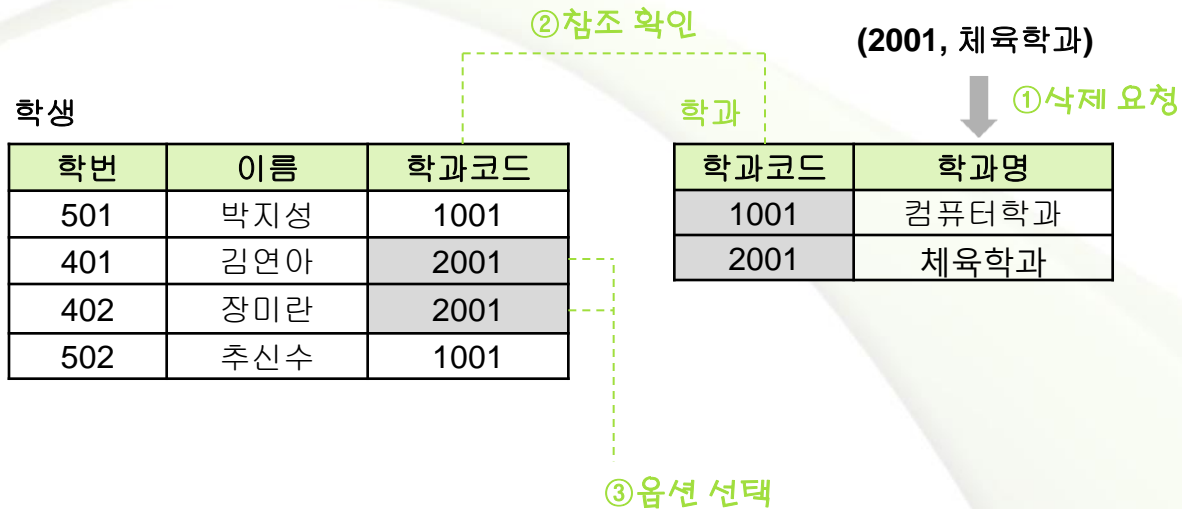 ②참조 확인
(2001, 체육학과)
①삭제 요청
학생
학번 이름 학과코드
501 박지성 1001
401 김연아 2001
402 장미란 2001
502 추신수 1001
학과
학과코드 학과명
1001 컴퓨터학과
2001 체육학과
③옵션 선택